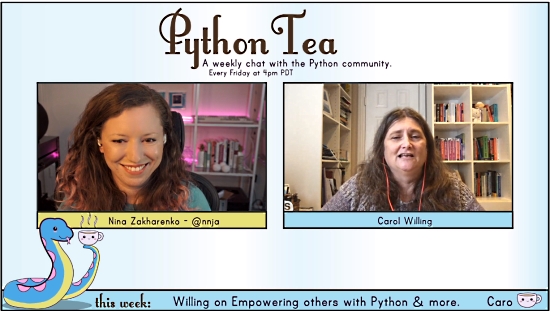 Python Tea
A weekly chat with the Python community.
Every Friday at 4pm PDT
Nina Zakharenko - @nnja
Carol Willing
this week: Willing on Empowering others with Python & more. Caro